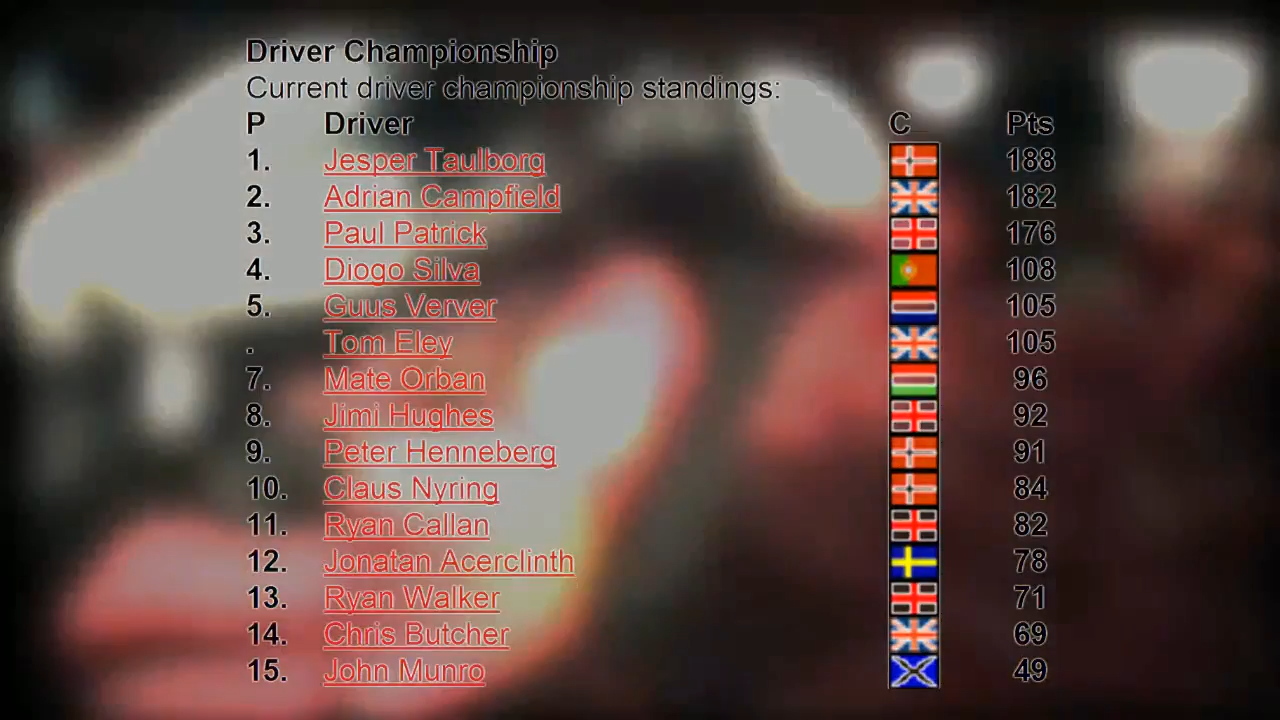 Driver Championship
Current driver championship standings:
P Driver C Pts
1. Jesper Taulborg 188
2. Adrian Campfield 182
3. Paul Patrick 176
4. Diogo Silva 108
5. Guus Verver 105
. Tom Eley 105
7. Mate Orban 96
8. Jimi Hughes 92
9. Peter Henneberg 91
10. Claus Nyring 84
11. Ryan Callan 82
12. Jonatan Acerclinth 78
13. Ryan Walker 71
14. Chris Butcher 69
15. John Munro 49